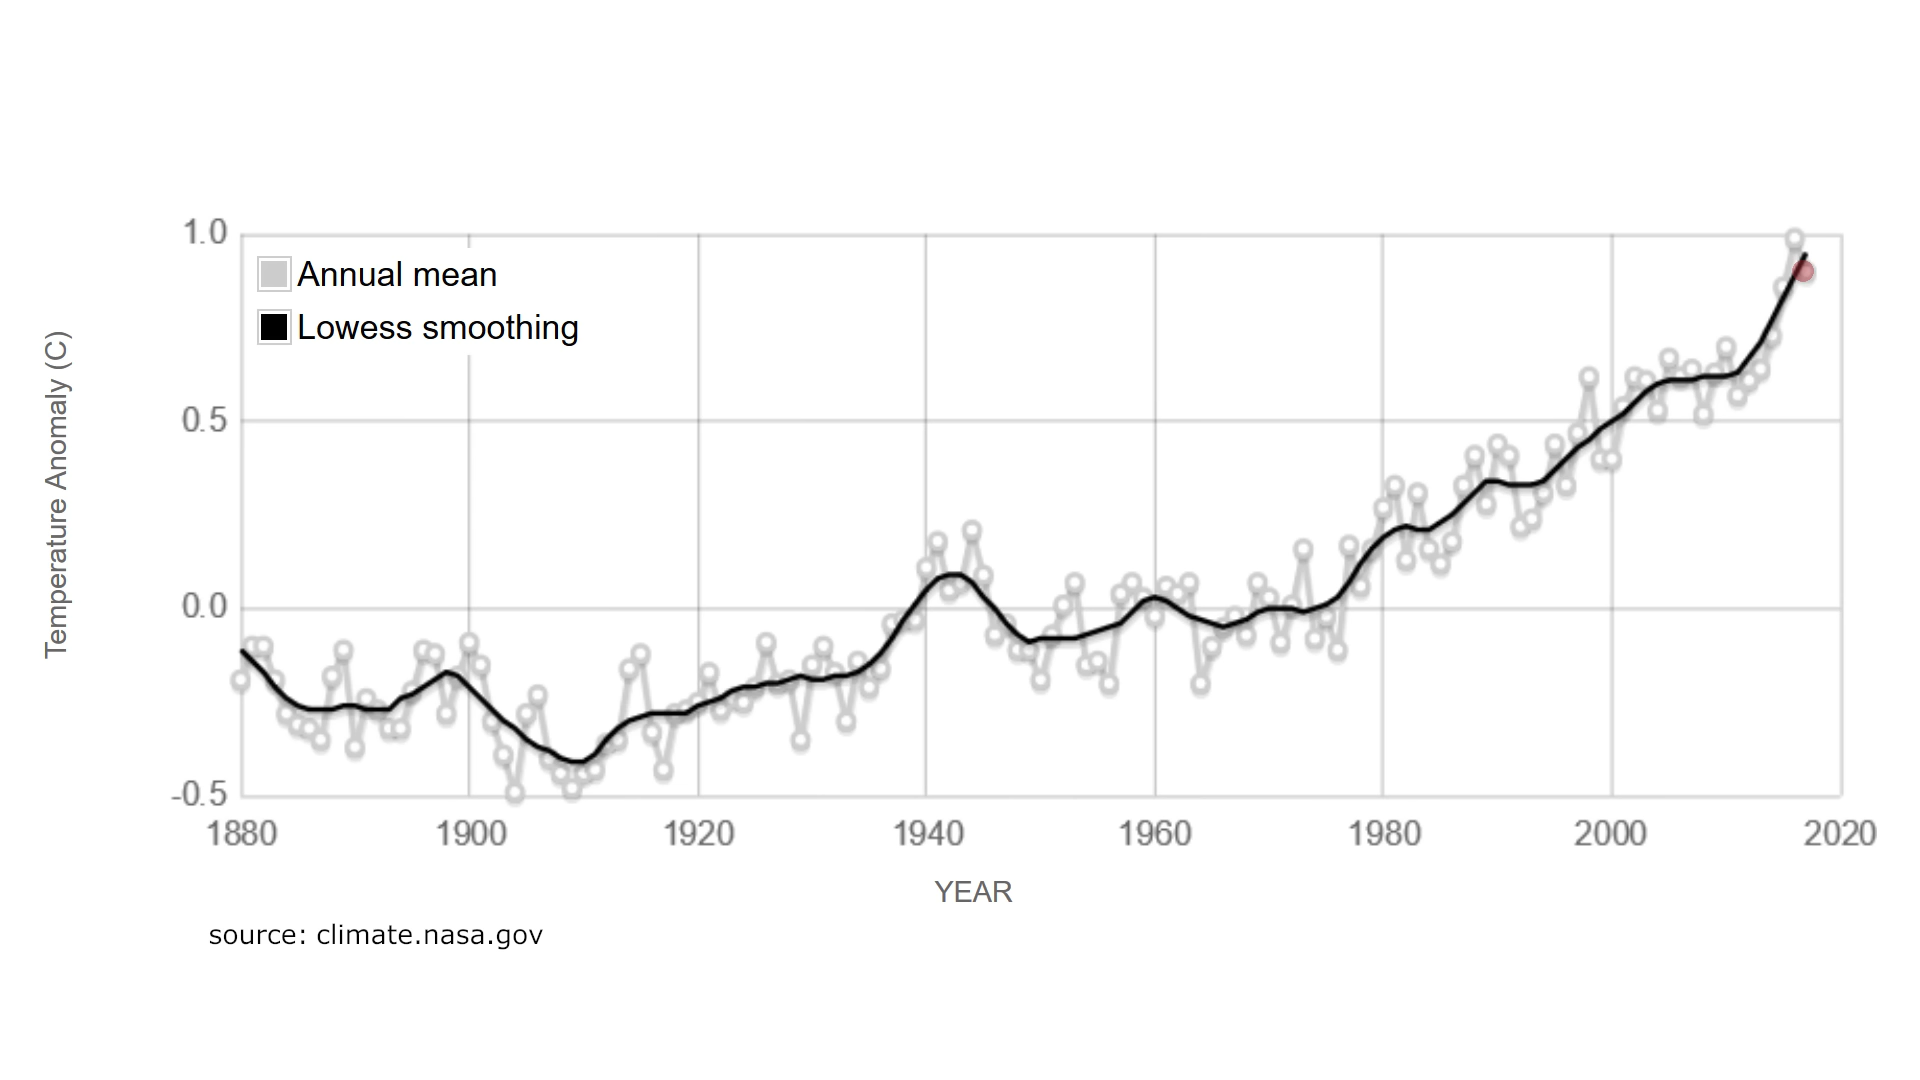 1.0
Annual mean
Lowess smoothing
Temperature Anomaly (C)
0.5
0.0
-0.5
1880 1900 1920 1940 1960 1980 2000 2020
YEAR
source: climate.nasa.gov